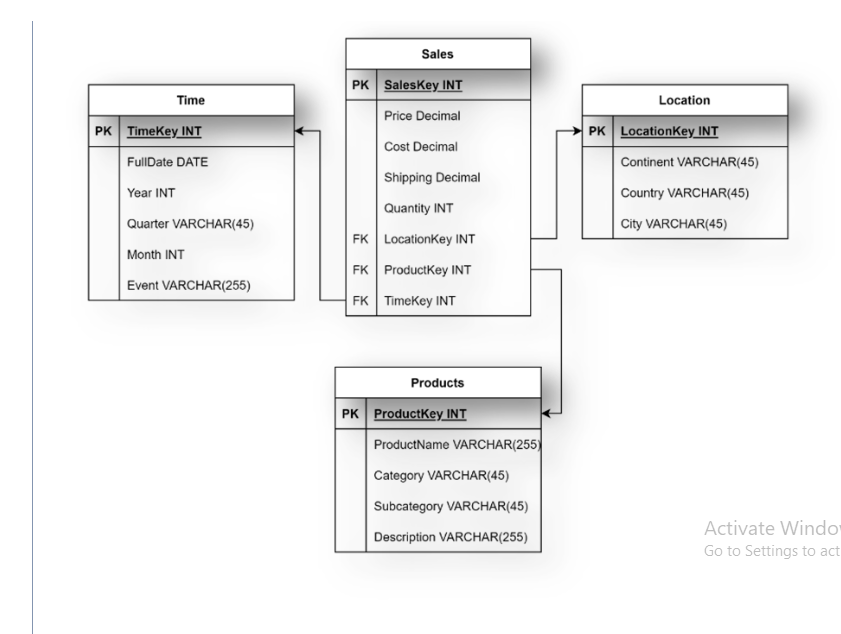 Sales
PK SalesKey INT
Price Decimal
Cost Decimal
Shipping Decimal
Quantity INT
FK LocationKey INT
FK ProductKey INT
FK TimeKey INT
Time
PK TimeKey INT
FullDate DATE
Year INT
Quarter VARCHAR(45)
Month INT
Event VARCHAR(255)
Location
PK LocationKey INT
Continent VARCHAR(45)
Country VARCHAR(45)
City VARCHAR(45)
Products
PK ProductKey INT
ProductName VARCHAR(255)
Category VARCHAR(45)
Subcategory VARCHAR(45)
Description VARCHAR(255)
Activate Window
Go to Settings to act